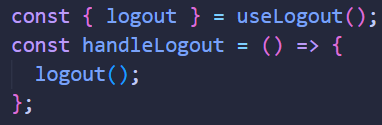 const { logout } = useLogout();
const handleLogout = () => {
  logout();
};